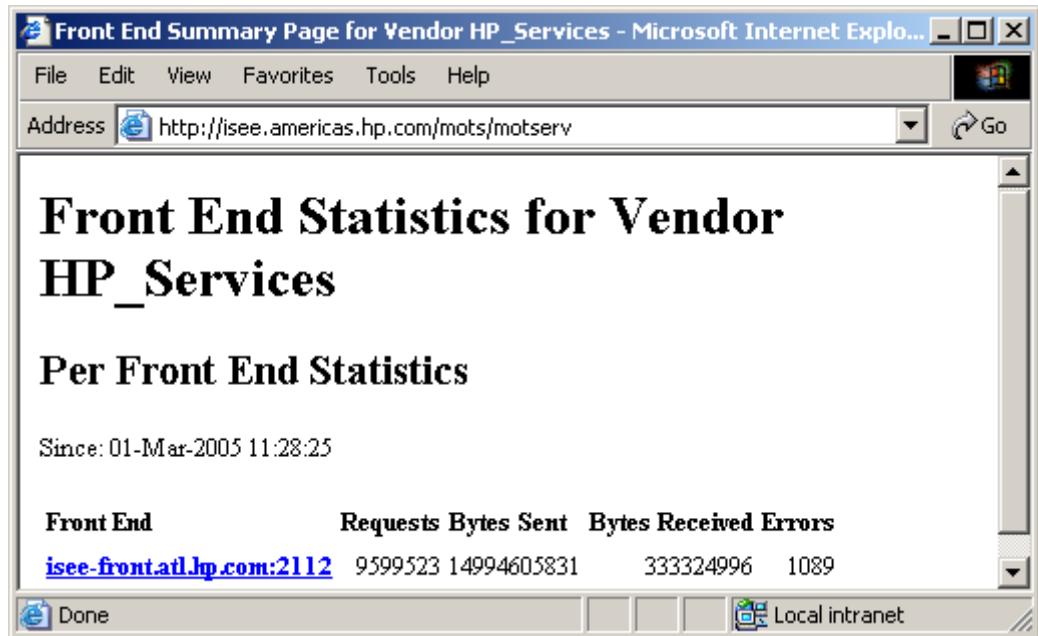 Front End Summary Page for Vendor HP_Services - Microsoft Internet Explo...
File Edit View Favorites Tools Help
Address http://isee.americas.hp.com/mots/motserv Go
Front End Statistics for Vendor
HP_Services
Per Front End Statistics
Since: 01-Mar-2005 11:28:25
Front End Requests Bytes Sent Bytes Received Errors
isee-front.atl.hp.com:2112 9599523 14994605831 333324996 1089
Done Local intranet